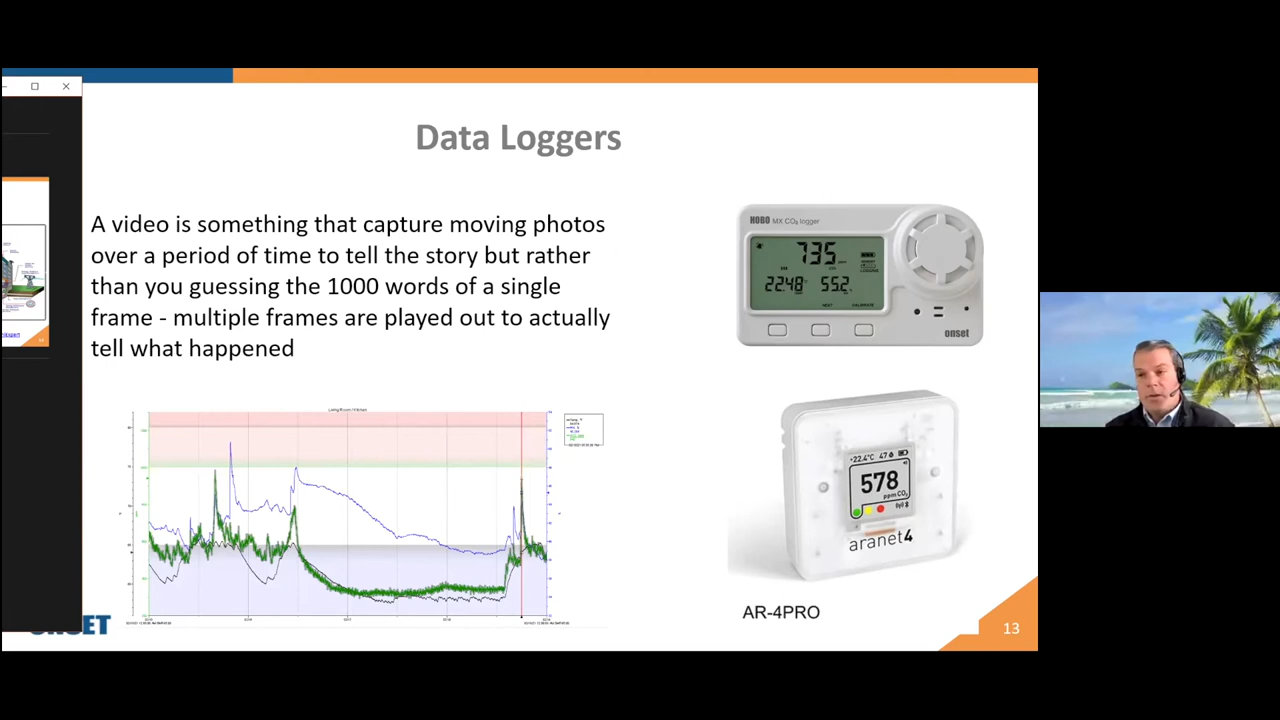 Data Loggers
A video is something that capture moving photos
over a period of time to tell the story but rather
than you guessing the 1000 words of a single
frame - multiple frames are played out to actually
tell what happened
HOBO MX CO₂ logger
735
2248 55.2
onset
+22.4°C 47
578
ppm CO₂
aranet4
AR-4PRO
13